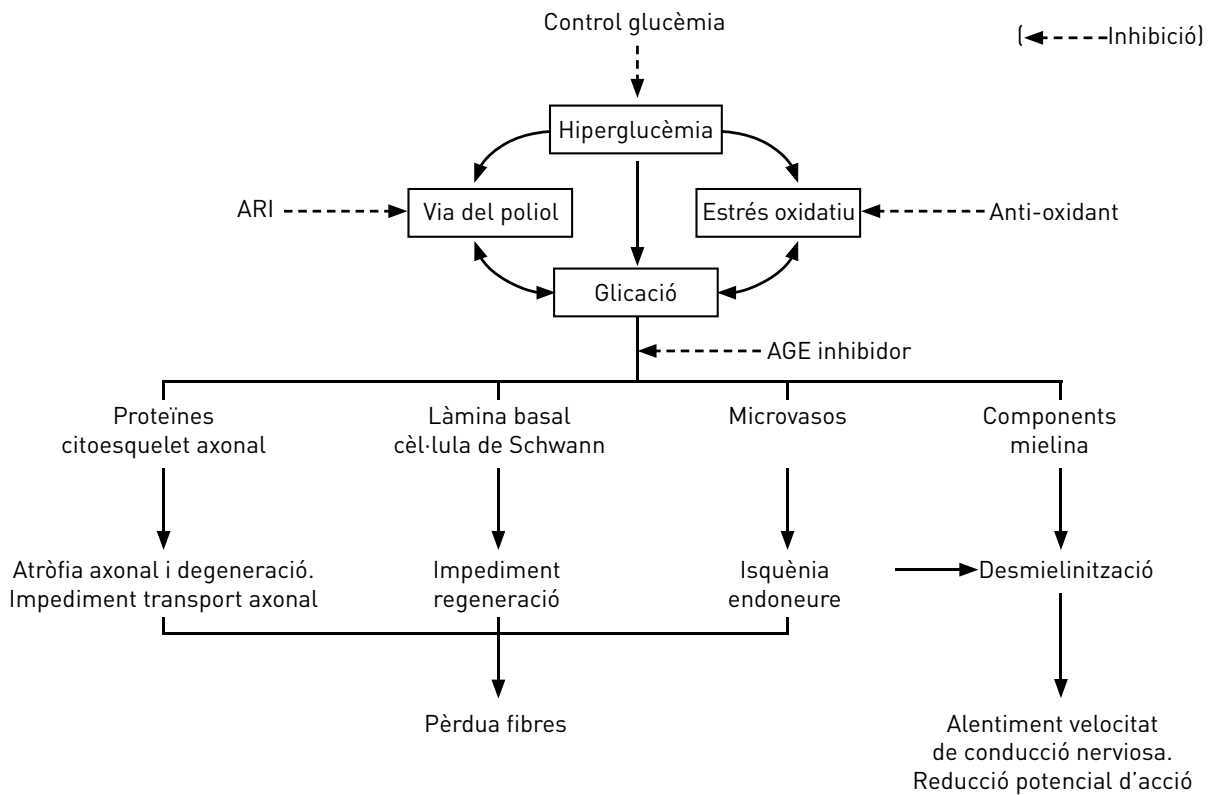 Control glucèmia
(Inhibició)
Hiperglucèmia
ARI
Via del poliol
Estrés oxidatiu
Anti-oxidant
Glicació
AGE inhibidor
Proteïnes
citoesquelet axonal
Làmina basal
cèl·lula de Schwann
Microvasos
Components
mielina
Atròfia axonal i degeneració.
Impediment transport axonal
Impediment
regeneració
Isquènia
endoneure
Desmielinització
Pèrdua fibres
Alentiment velocitat
de conducció nerviosa.
Reducció potencial d’acció